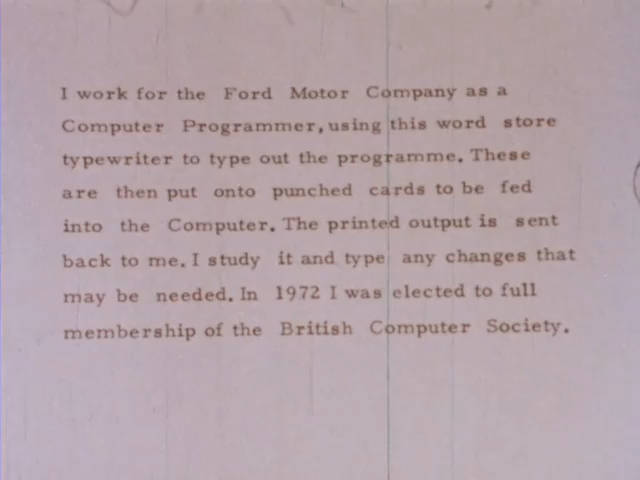 I work for the Ford Motor Company as a
Computer Programmer, using this word store
typewriter to type out the programme. These
are then put onto punched cards to be fed
into the Computer. The printed output is sent
back to me. I study it and type any changes that
may be needed. In 1972 I was elected to full
membership of the British Computer Society.